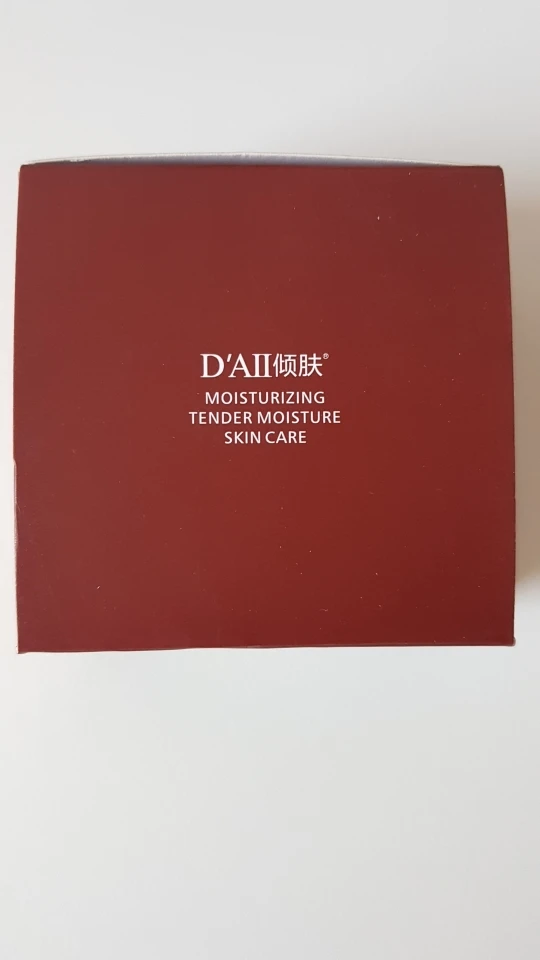 D'AII倾肤®
MOISTURIZING
TENDER MOISTURE
SKIN CARE